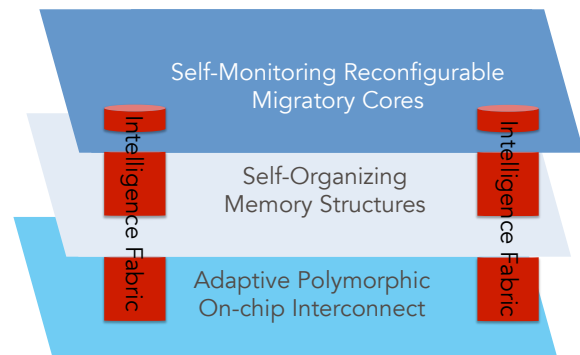 Self-Monitoring Reconfigurable
Migratory Cores
Intelligence Fabric
Intelligence Fabric
Self-Organizing
Memory Structures
Adaptive Polymorphic
On-chip Interconnect